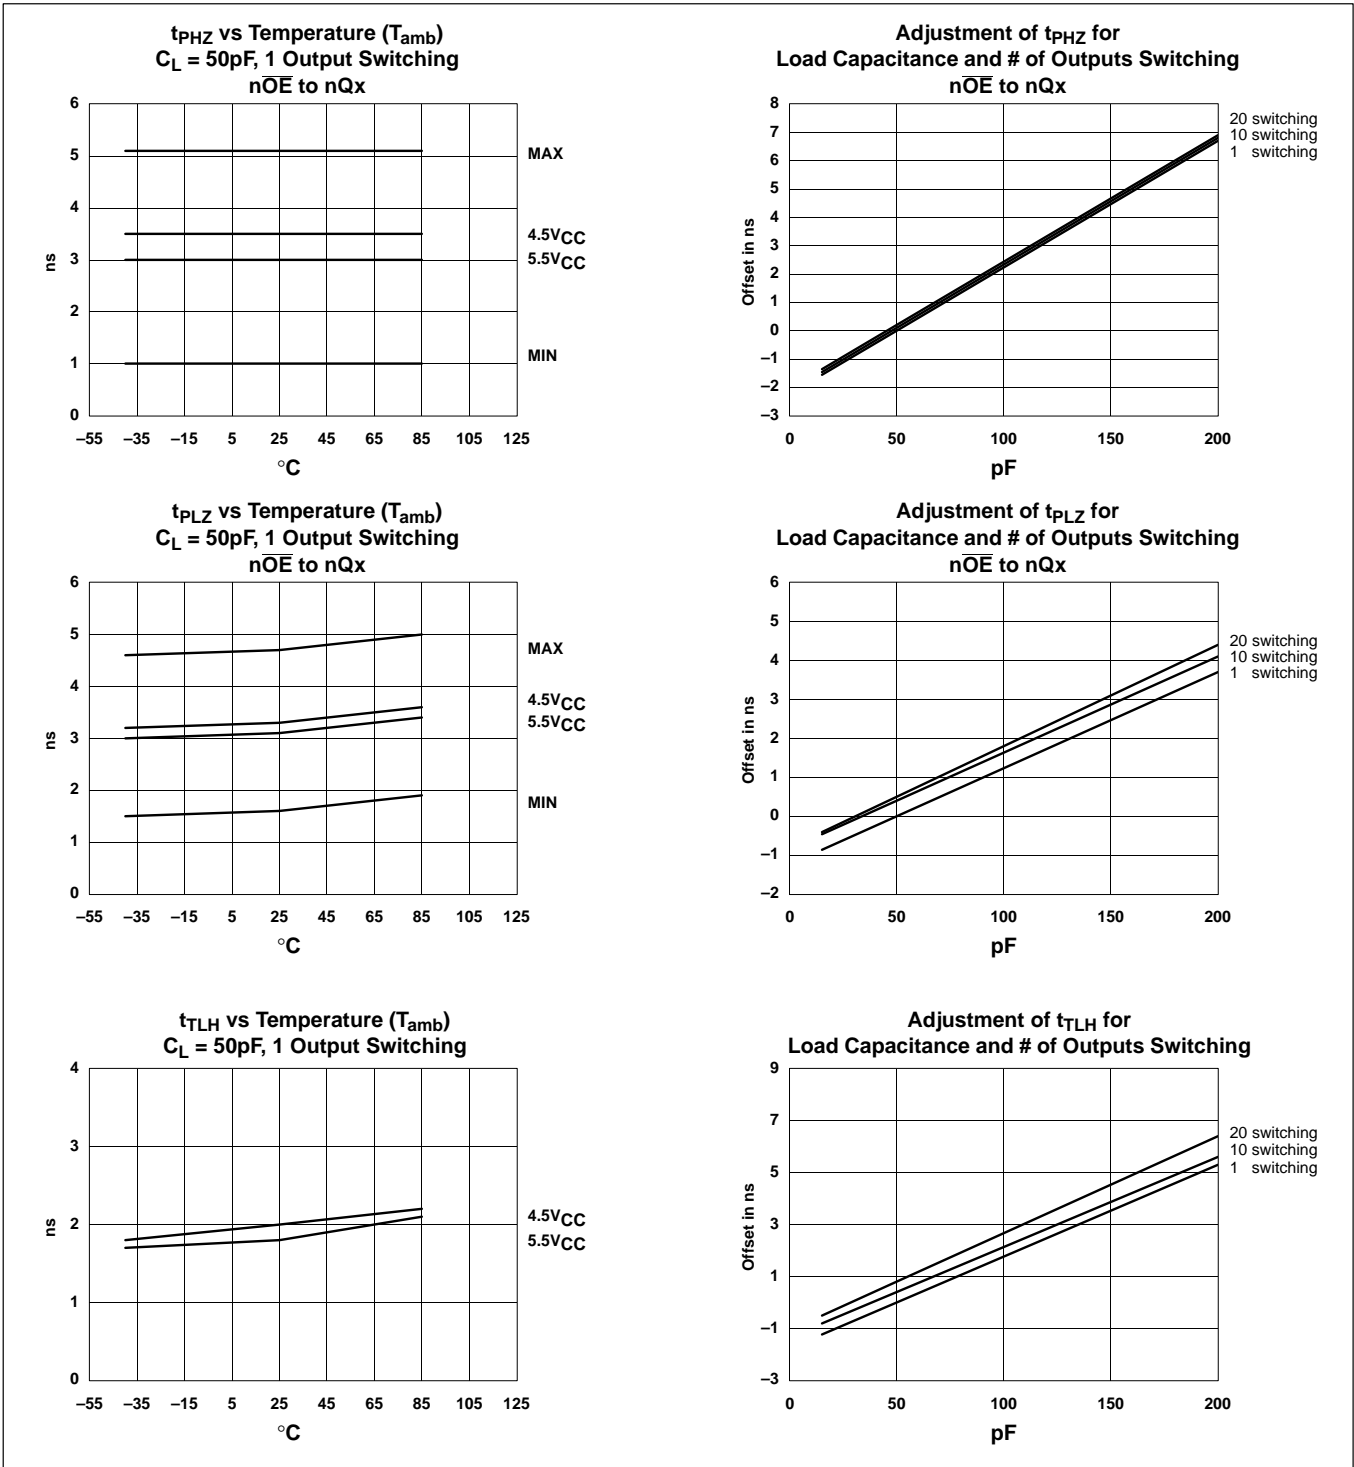 tPHZ vs Temperature (Tamb)
CL = 50pF, 1 Output Switching
nOE to nQx
6
5
4
3
2
1
0
ns
MAX
4.5VCC
5.5VCC
MIN
–55 –35 –15 5 25 45 65 85 105 125
°C
Adjustment of tPHZ for
Load Capacitance and # of Outputs Switching
nOE to nQx
8
7
6
5
4
3
2
1
0
–1
–2
–3
Offset in ns
20 switching
10 switching
1 switching
0 50 100 150 200
pF
tPLZ vs Temperature (Tamb)
CL = 50pF, 1 Output Switching
nOE to nQx
6
5
4
3
2
1
0
ns
MAX
4.5VCC
5.5VCC
MIN
–55 –35 –15 5 25 45 65 85 105 125
°C
Adjustment of tPLZ for
Load Capacitance and # of Outputs Switching
nOE to nQx
6
5
4
3
2
1
0
–1
–2
Offset in ns
20 switching
10 switching
1 switching
0 50 100 150 200
pF
tTLH vs Temperature (Tamb)
CL = 50pF, 1 Output Switching
4
3
2
1
0
ns
4.5VCC
5.5VCC
–55 –35 –15 5 25 45 65 85 105 125
°C
Adjustment of tTLH for
Load Capacitance and # of Outputs Switching
9
7
5
3
1
–1
–3
Offset in ns
20 switching
10 switching
1 switching
0 50 100 150 200
pF